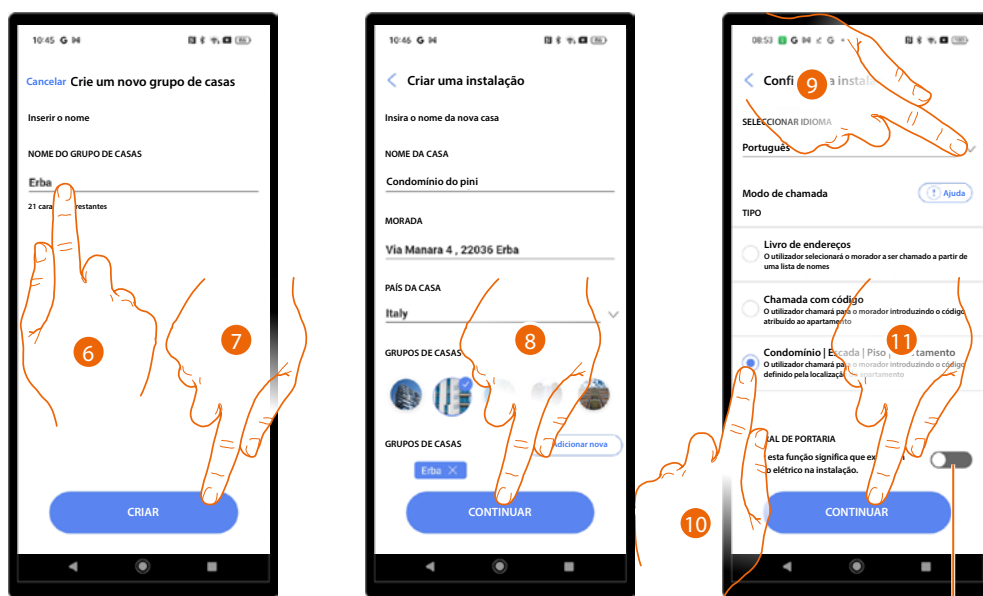 10:45 G
Cancelar Crie um novo grupo de casas
Inserir o nome
NOME DO GRUPO DE CASAS
Erba
21 cara restantes
6
7
CRIAR
10:46 G
Criar uma instalação
Insira o nome da nova casa
NOME DA CASA
Condomínio do pini
MORADA
Via Manara 4 , 22036 Erba
PAÍS DA CASA
Italy
8
GRUPOS DE CASAS
GRUPOS DE CASAS
Adicionar nova
Erba ×
CONTINUAR
08:53 G G
Confi a instal
9
SELECCIONAR IDIOMA
Português
Modo de chamada
Ajuda
TIPO
Livro de endereços
O utilizador selecionará o morador a ser chamado a partir de
uma lista de nomes
Chamada com código
O utilizador chamará para o morador introduzindo o código
atribuído ao apartamento
11
Condomínio | Escada | Piso | tamento
O utilizador chamará para o morador introduzindo o código
definido pela localização apartamento
RAL DE PORTARIA
esta função significa que ex
o elétrico na instalação.
10
CONTINUAR